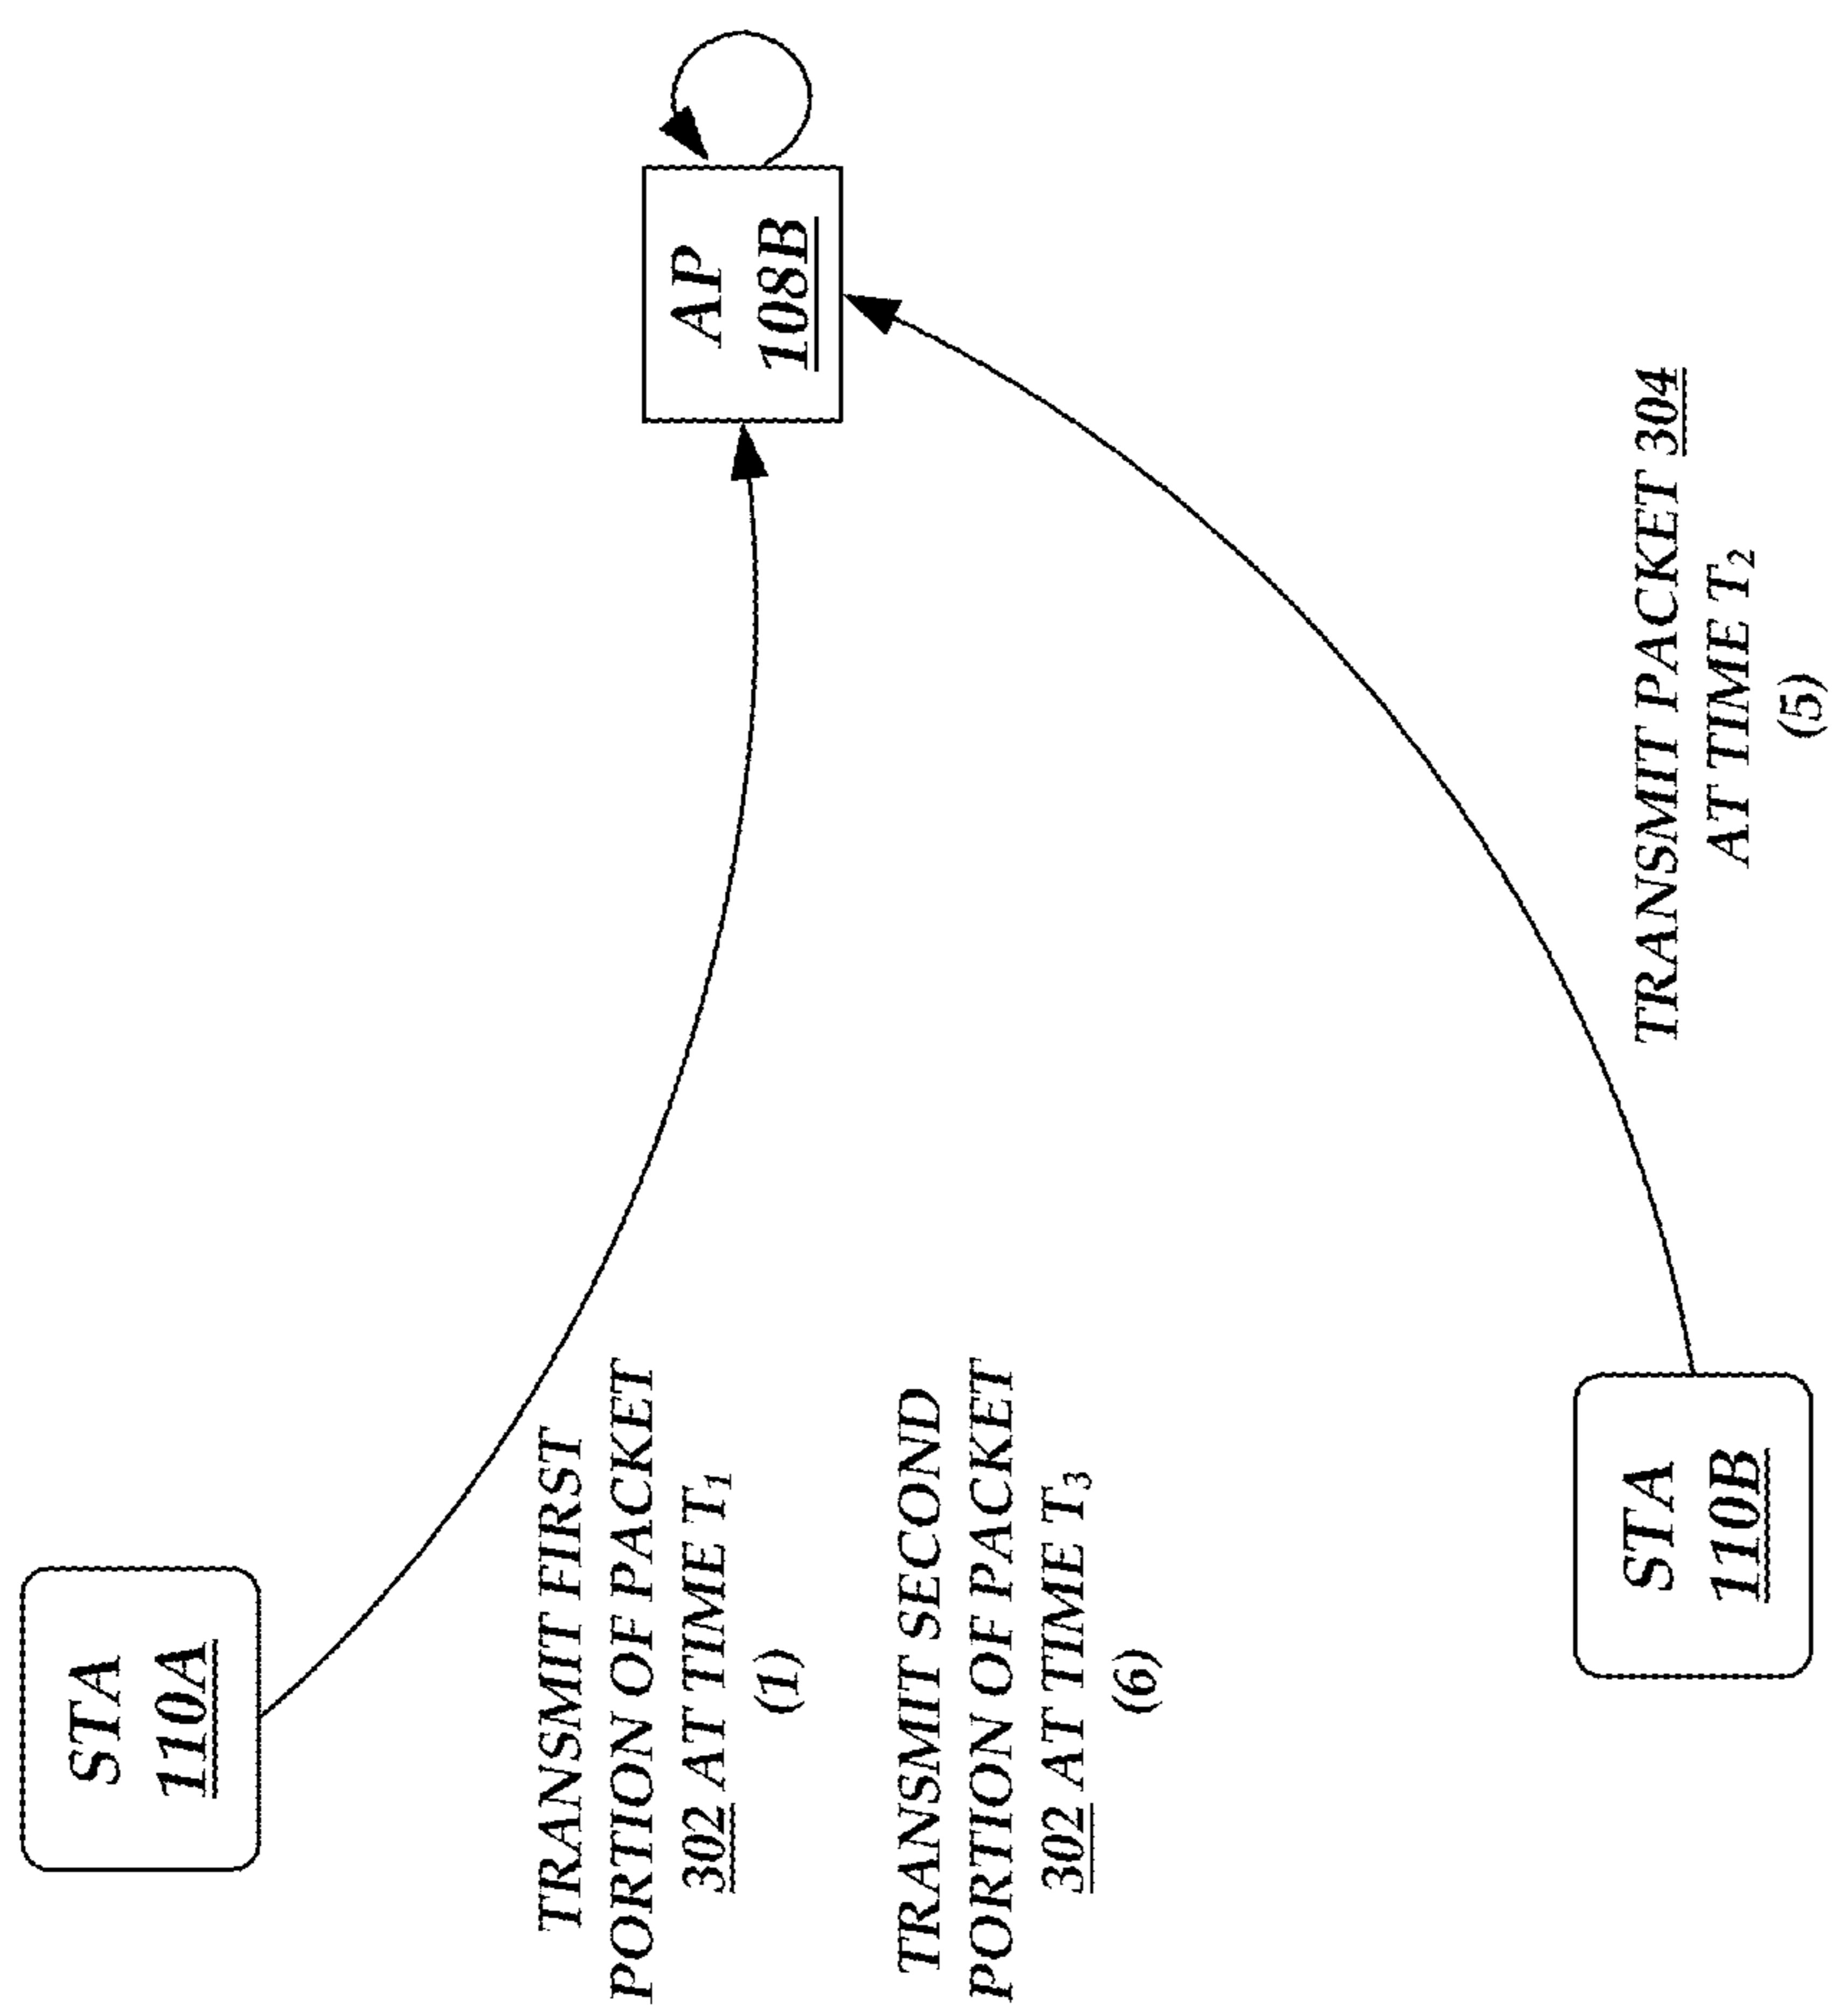 STA
110A
TRANSMIT FIRST
PORTION OF PACKET
302 AT TIME T₁
(1)
TRANSMIT SECOND
PORTION OF PACKET
302 AT TIME T₃
(6)
AP
108B
STA
110B
TRANSMIT PACKET 304
AT TIME T₂
(5)